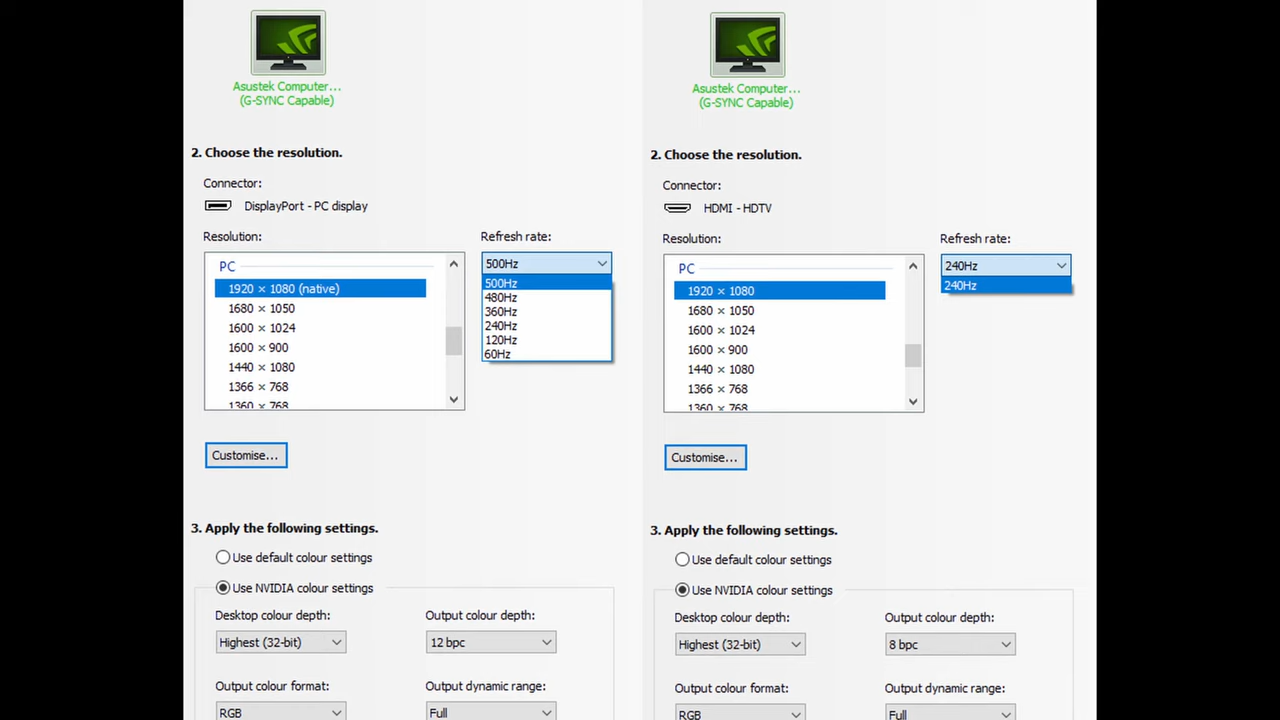 Asustek Computer...
(G-SYNC Capable)
2. Choose the resolution.
Connector:
DisplayPort - PC display
Resolution:
Refresh rate:
PC
500Hz
1920 × 1080 (native)
500Hz
480Hz
1680 × 1050
360Hz
1600 × 1024
240Hz
1600 × 900
120Hz
60Hz
1440 × 1080
1366 × 768
1360 × 768
Customise...
3. Apply the following settings.
Use default colour settings
Use NVIDIA colour settings
Desktop colour depth:
Output colour depth:
Highest (32-bit)
12 bpc
Output colour format:
Output dynamic range:
RGB
Full
Asustek Computer...
(G-SYNC Capable)
2. Choose the resolution.
Connector:
HDMI - HDTV
Resolution:
Refresh rate:
PC
240Hz
1920 × 1080
240Hz
1680 × 1050
1600 × 1024
1600 × 900
1440 × 1080
1366 × 768
1360 × 768
Customise...
3. Apply the following settings.
Use default colour settings
Use NVIDIA colour settings
Desktop colour depth:
Output colour depth:
Highest (32-bit)
8 bpc
Output colour format:
Output dynamic range:
RGB
Full